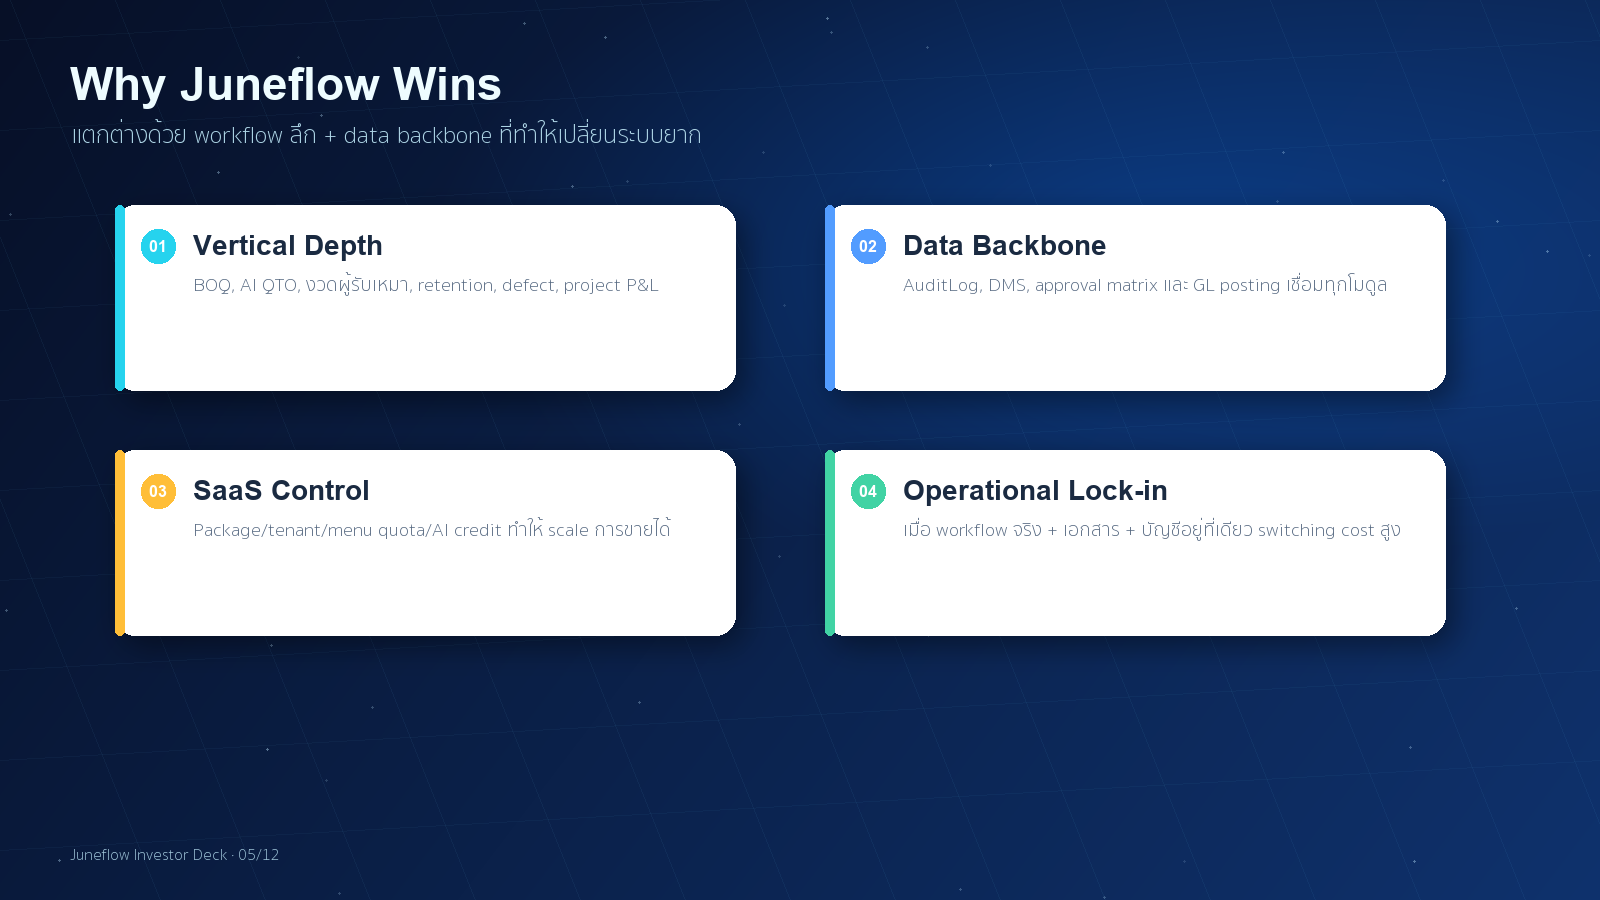 Why Juneflow Wins
แตกต่างด้วย workflow ลึก + data backbone ที่ทำให้เปลี่ยนระบบยาก
01 Vertical Depth
BOQ, AI QTO, งวดผู้รับเหมา, retention, defect, project P&L
02 Data Backbone
AuditLog, DMS, approval matrix และ GL posting เชื่อมทุกโมดูล
03 SaaS Control
Package/tenant/menu quota/AI credit ทำให้ scale การขายได้
04 Operational Lock-in
เมื่อ workflow จริง + เอกสาร + บัญชีอยู่ที่เดียว switching cost สูง
Juneflow Investor Deck · 05/12